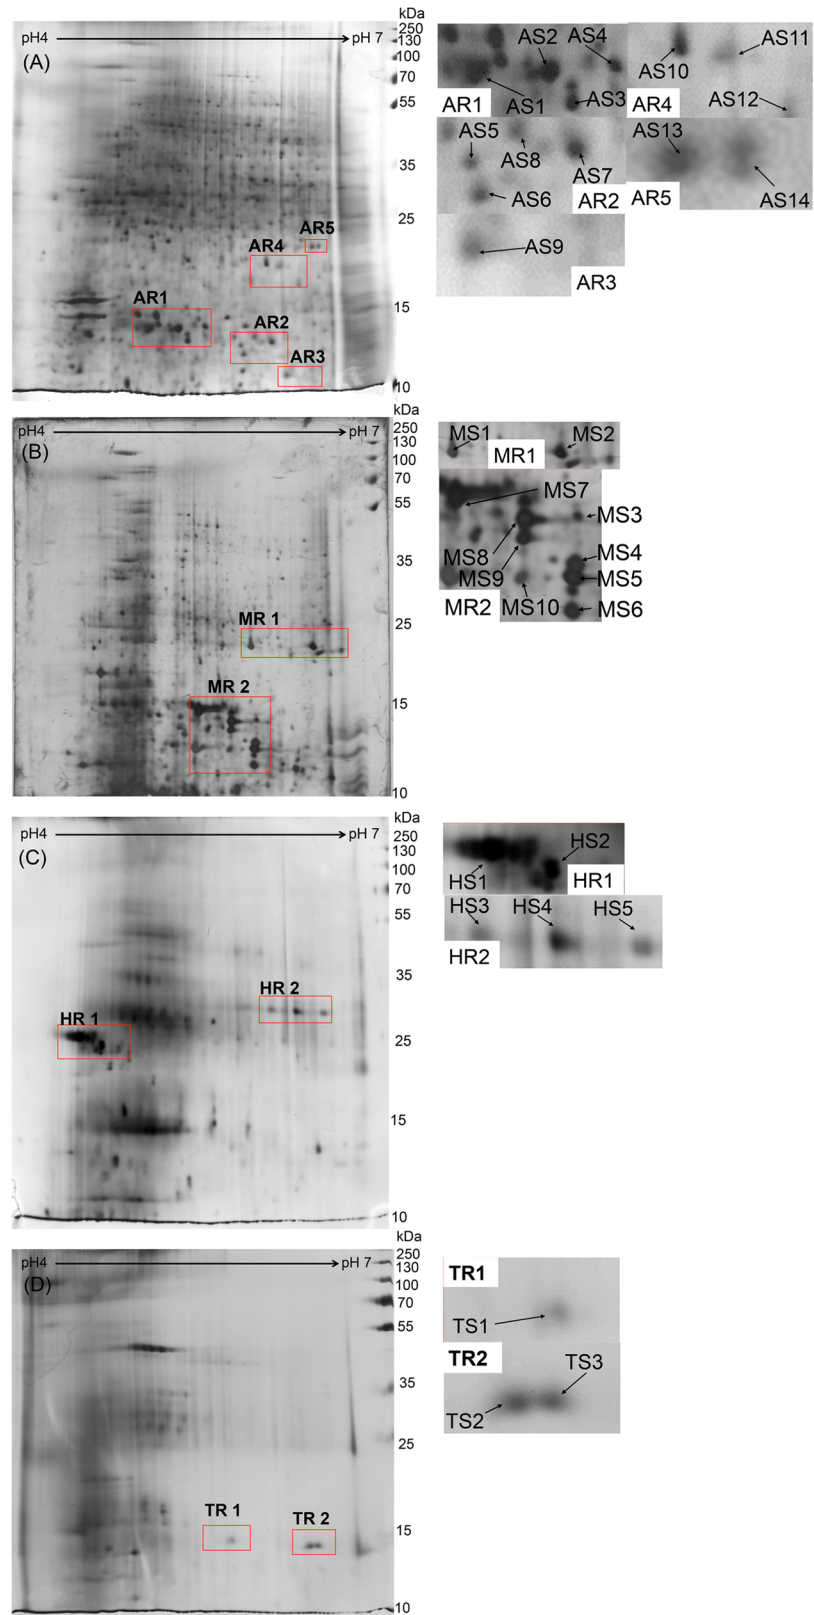 kDa
pH4 pH 7
250
130
100
70
55
35
25
15
10
(A)
AR5
AR4
AR1
AR2
AR3
AS2 AS4
AS1 AS3
AR1
AS11
AS10
AS12
AR4
AS5
AS8
AS7
AS6
AR2
AS13
AS14
AR5
AS9
AR3
kDa
pH4 pH 7
250
130
100
70
55
35
25
15
10
(B)
MR 1
MR 2
MS1 MS2
MR1
MS7
MS3
MS8
MS4
MS9 MS5
MR2 MS10 MS6
kDa
pH4 pH 7
250
130
100
70
55
35
25
15
10
(C)
HR 2
HR 1
HS2
HS1 HR1
HS3 HS4 HS5
HR2
kDa
pH4 pH 7
250
130
100
70
55
35
25
15
10
(D)
TR 1 TR 2
TR1
TS1
TR2
TS3
TS2